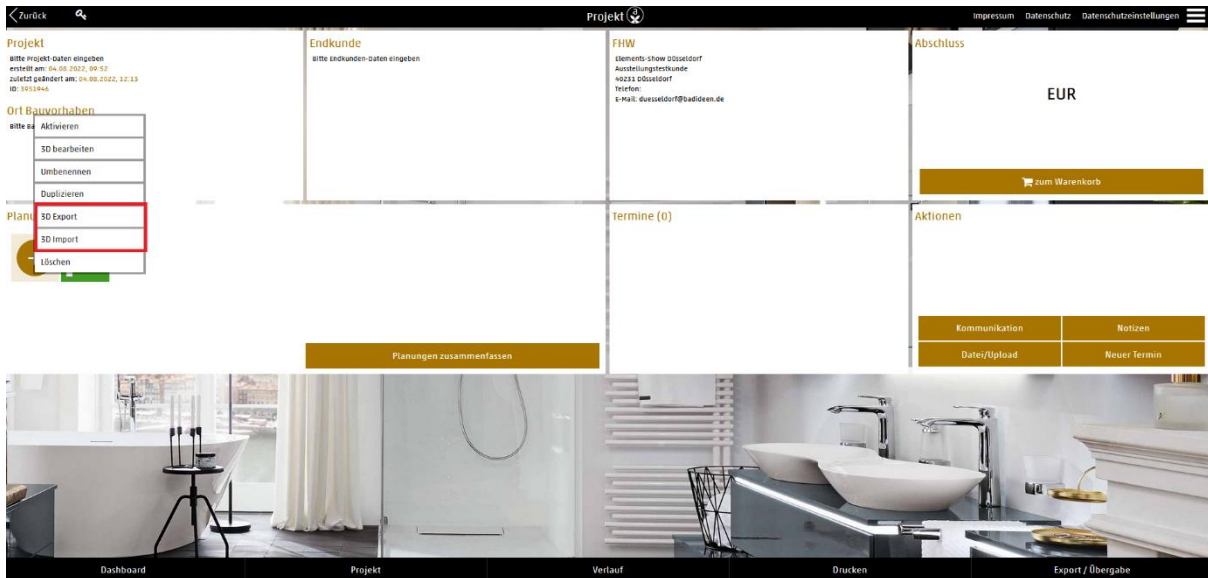 Zurück
Projekt
Impressum Datenschutz Datenschutzeinstellungen
Projekt
Bitte Projekt-Daten eingeben
erstellt am: 04.08.2022, 09:52
zuletzt geändert am: 04.08.2022, 12:13
ID: 3951946
Ort Bauvorhaben
Bitte
Endkunde
Bitte Endkunden-Daten eingeben
FHW
Elements-Show Düsseldorf
Ausstellungstestkunde
40231 Düsseldorf
Telefon:
E-Mail: duesseldorf@badideen.de
Abschluss
EUR
zum Warenkorb
Aktivieren
3D bearbeiten
Umbenennen
Duplizieren
3D Export
3D Import
Löschen
Planungen zusammenfassen
Termine (0)
Aktionen
Kommunikation
Notizen
Datei/Upload
Neuer Termin
Dashboard
Projekt
Verlauf
Drucken
Export / Übergabe